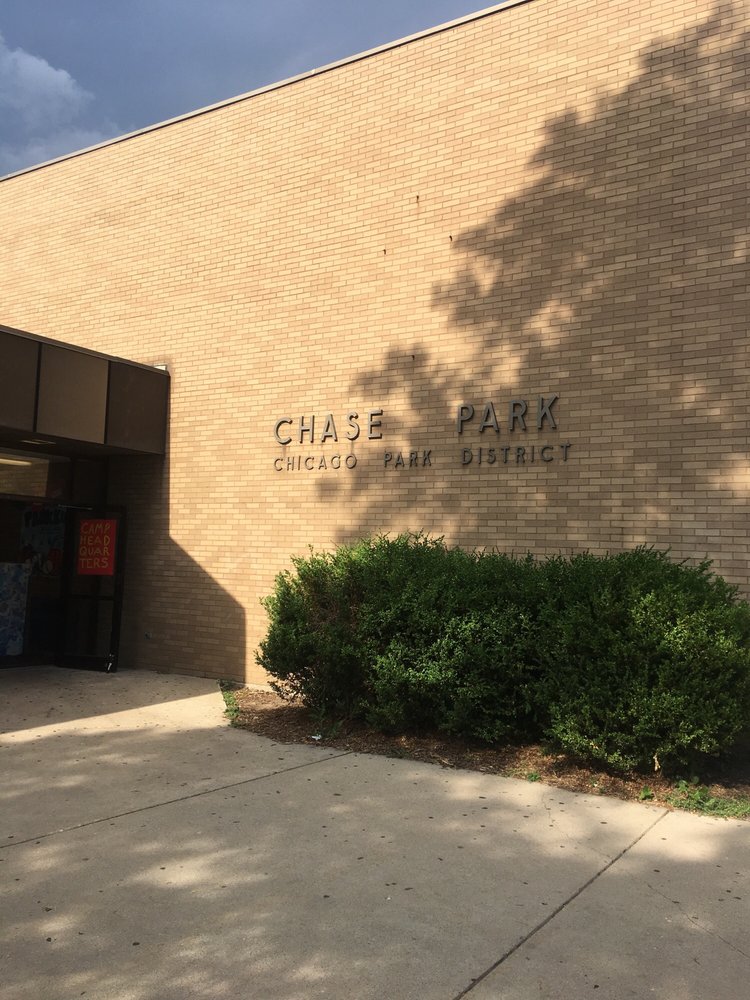 CHASE PARK
CHICAGO PARK DISTRICT
CAMP
HEAD
QUAR
TERS